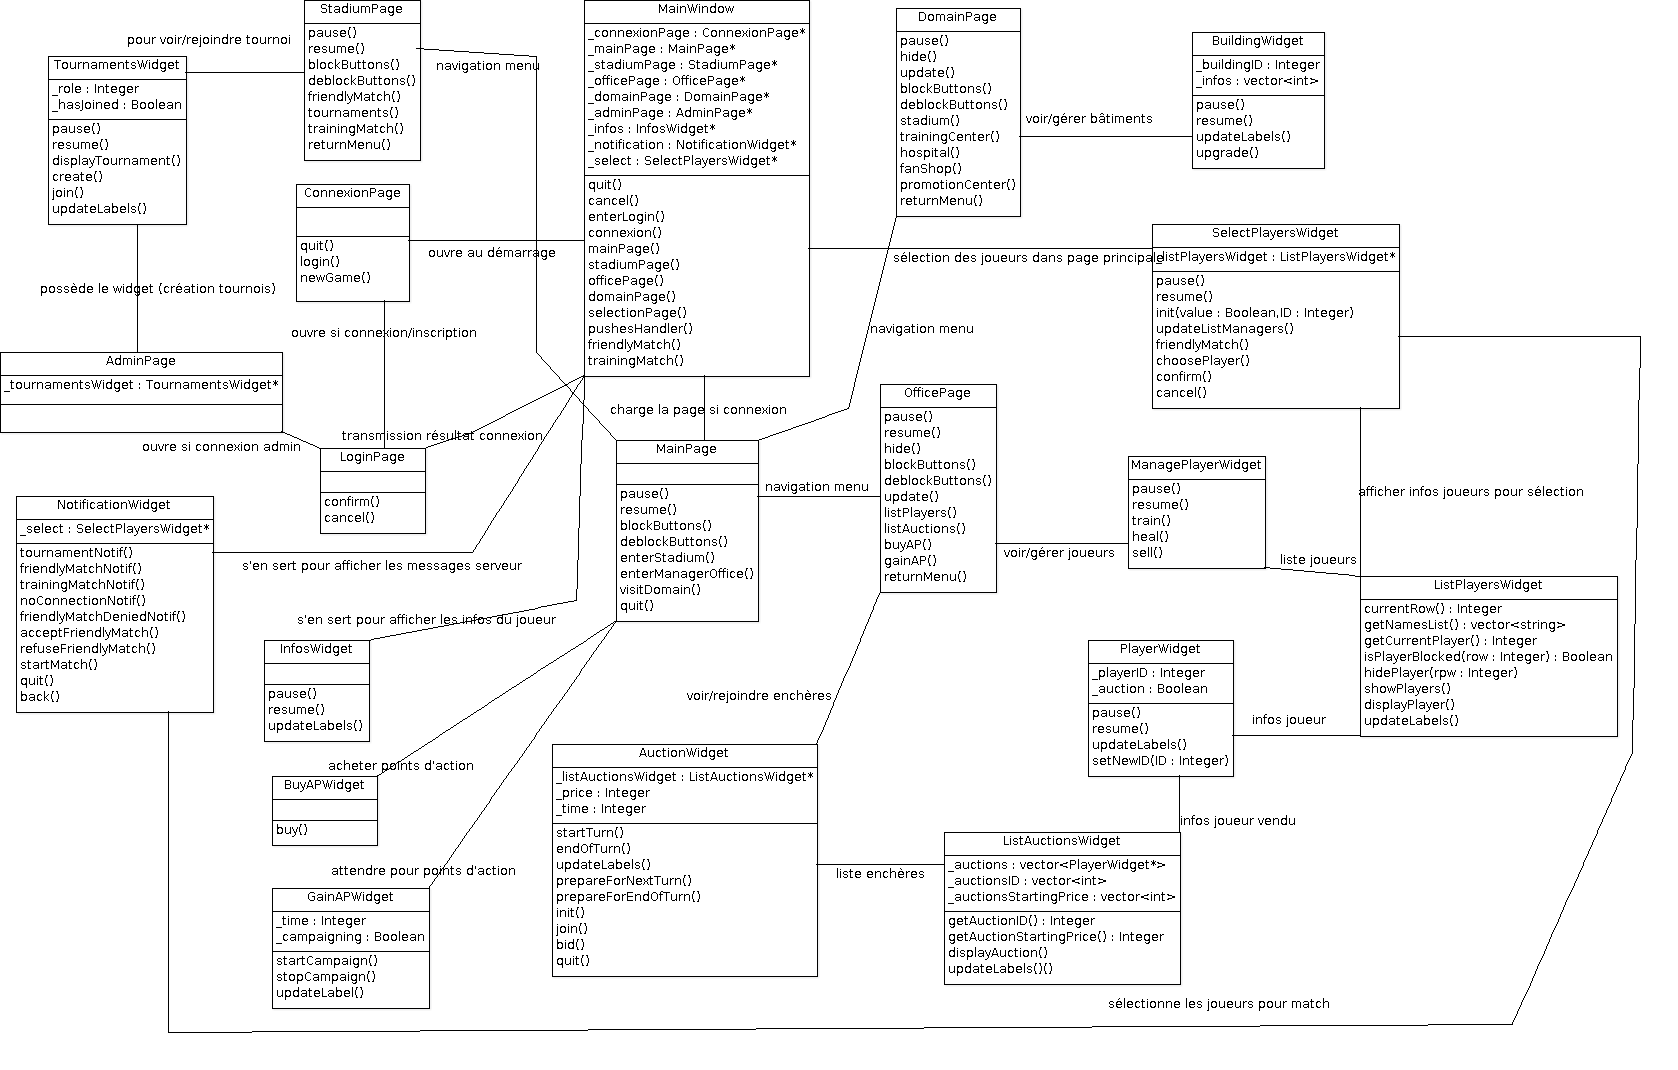 StadiumPage
pause()
resume()
blockButtons()
deblockButtons()
friendlyMatch()
tournaments()
trainingMatch()
returnMenu()
MainWindow
_connexionPage : ConnexionPage*
_mainPage : MainPage*
_stadiumPage : StadiumPage*
_officePage : OfficePage*
_domainPage : DomainPage*
_adminPage : AdminPage*
_infos : InfosWidget*
_notification : NotificationWidget*
_select : SelectPlayersWidget*
quit()
cancel()
enterLogin()
connexion()
mainPage()
stadiumPage()
officePage()
domainPage()
selectionPage()
pushesHandler()
friendlyMatch()
trainingMatch()
DomainPage
pause()
hide()
update()
blockButtons()
deblockButtons()
stadium()
trainingCenter()
hospital()
fanShop()
promotionCenter()
returnMenu()
BuildingWidget
_buildingID : Integer
_infos : vector<int>
pause()
resume()
updateLabels()
upgrade()
pour voir/rejoindre tournoi
navigation menu
voir/gérer bâtiments
TournamentsWidget
_role : Integer
_hasJoined : Boolean
pause()
resume()
displayTournament()
create()
join()
updateLabels()
ConnexionPage
quit()
login()
newGame()
ouvre au démarrage
sélection des joueurs dans page principale
SelectPlayersWidget
listPlayersWidget : ListPlayersWidget*
pause()
resume()
init(value : Boolean,ID : Integer)
updateListManagers()
friendlyMatch()
choosePlayer()
confirm()
cancel()
possède le widget (création tournois)
ouvre si connexion/inscription
navigation menu
AdminPage
_tournamentsWidget : TournamentsWidget*
ouvre si connexion admin
transmission résultat connexion
charge la page si connexion
LoginPage
confirm()
cancel()
MainPage
pause()
resume()
blockButtons()
deblockButtons()
enterStadium()
enterManagerOffice()
visitDomain()
quit()
navigation menu
OfficePage
pause()
resume()
hide()
blockButtons()
deblockButtons()
update()
listPlayers()
listAuctions()
buyAP()
gainAP()
returnMenu()
voir/gérer joueurs
ManagePlayerWidget
pause()
resume()
train()
heal()
sell()
afficher infos joueurs pour sélection
liste joueurs
ListPlayersWidget
currentRow() : Integer
getNamesList() : vector<string>
getCurrentPlayer() : Integer
isPlayerBlocked(row : Integer) : Boolean
hidePlayer(rpw : Integer)
showPlayers()
displayPlayer()
updateLabels()
NotificationWidget
_select : SelectPlayersWidget*
tournamentNotif()
friendlyMatchNotif()
trainingMatchNotif()
noConnectionNotif()
friendlyMatchDeniedNotif()
acceptFriendlyMatch()
refuseFriendlyMatch()
startMatch()
quit()
back()
s'en sert pour afficher les messages serveur
s'en sert pour afficher les infos du joueur
InfosWidget
pause()
resume()
updateLabels()
voir/rejoindre enchères
PlayerWidget
_playerID : Integer
_auction : Boolean
pause()
resume()
updateLabels()
setNewID(ID : Integer)
infos joueur
acheter points d'action
BuyAPWidget
buy()
AuctionWidget
_listAuctionsWidget : ListAuctionsWidget*
_price : Integer
_time : Integer
startTurn()
endOfTurn()
updateLabels()
prepareForNextTurn()
prepareForEndOfTurn()
init()
join()
bid()
quit()
infos joueur vendu
liste enchères
ListAuctionsWidget
_auctions : vector<PlayerWidget*>
_auctionsID : vector<int>
_auctionsStartingPrice : vector<int>
getAuctionID() : Integer
getAuctionStartingPrice() : Integer
displayAuction()
updateLabels()()
attendre pour points d'action
GainAPWidget
_time : Integer
_campaigning : Boolean
startCampaign()
stopCampaign()
updateLabel()
sélectionne les joueurs pour match